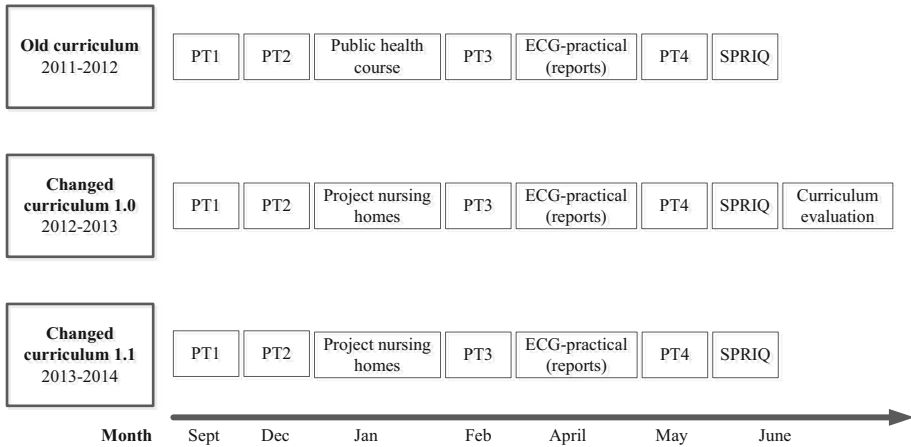 Old curriculum
2011-2012
PT1
PT2
Public health
course
PT3
ECG-practical
(reports)
PT4
SPRIQ
Changed
curriculum 1.0
2012-2013
PT1
PT2
Project nursing
homes
PT3
ECG-practical
(reports)
PT4
SPRIQ
Curriculum
evaluation
Changed
curriculum 1.1
2013-2014
PT1
PT2
Project nursing
homes
PT3
ECG-practical
(reports)
PT4
SPRIQ
Month Sept Dec Jan Feb April May June